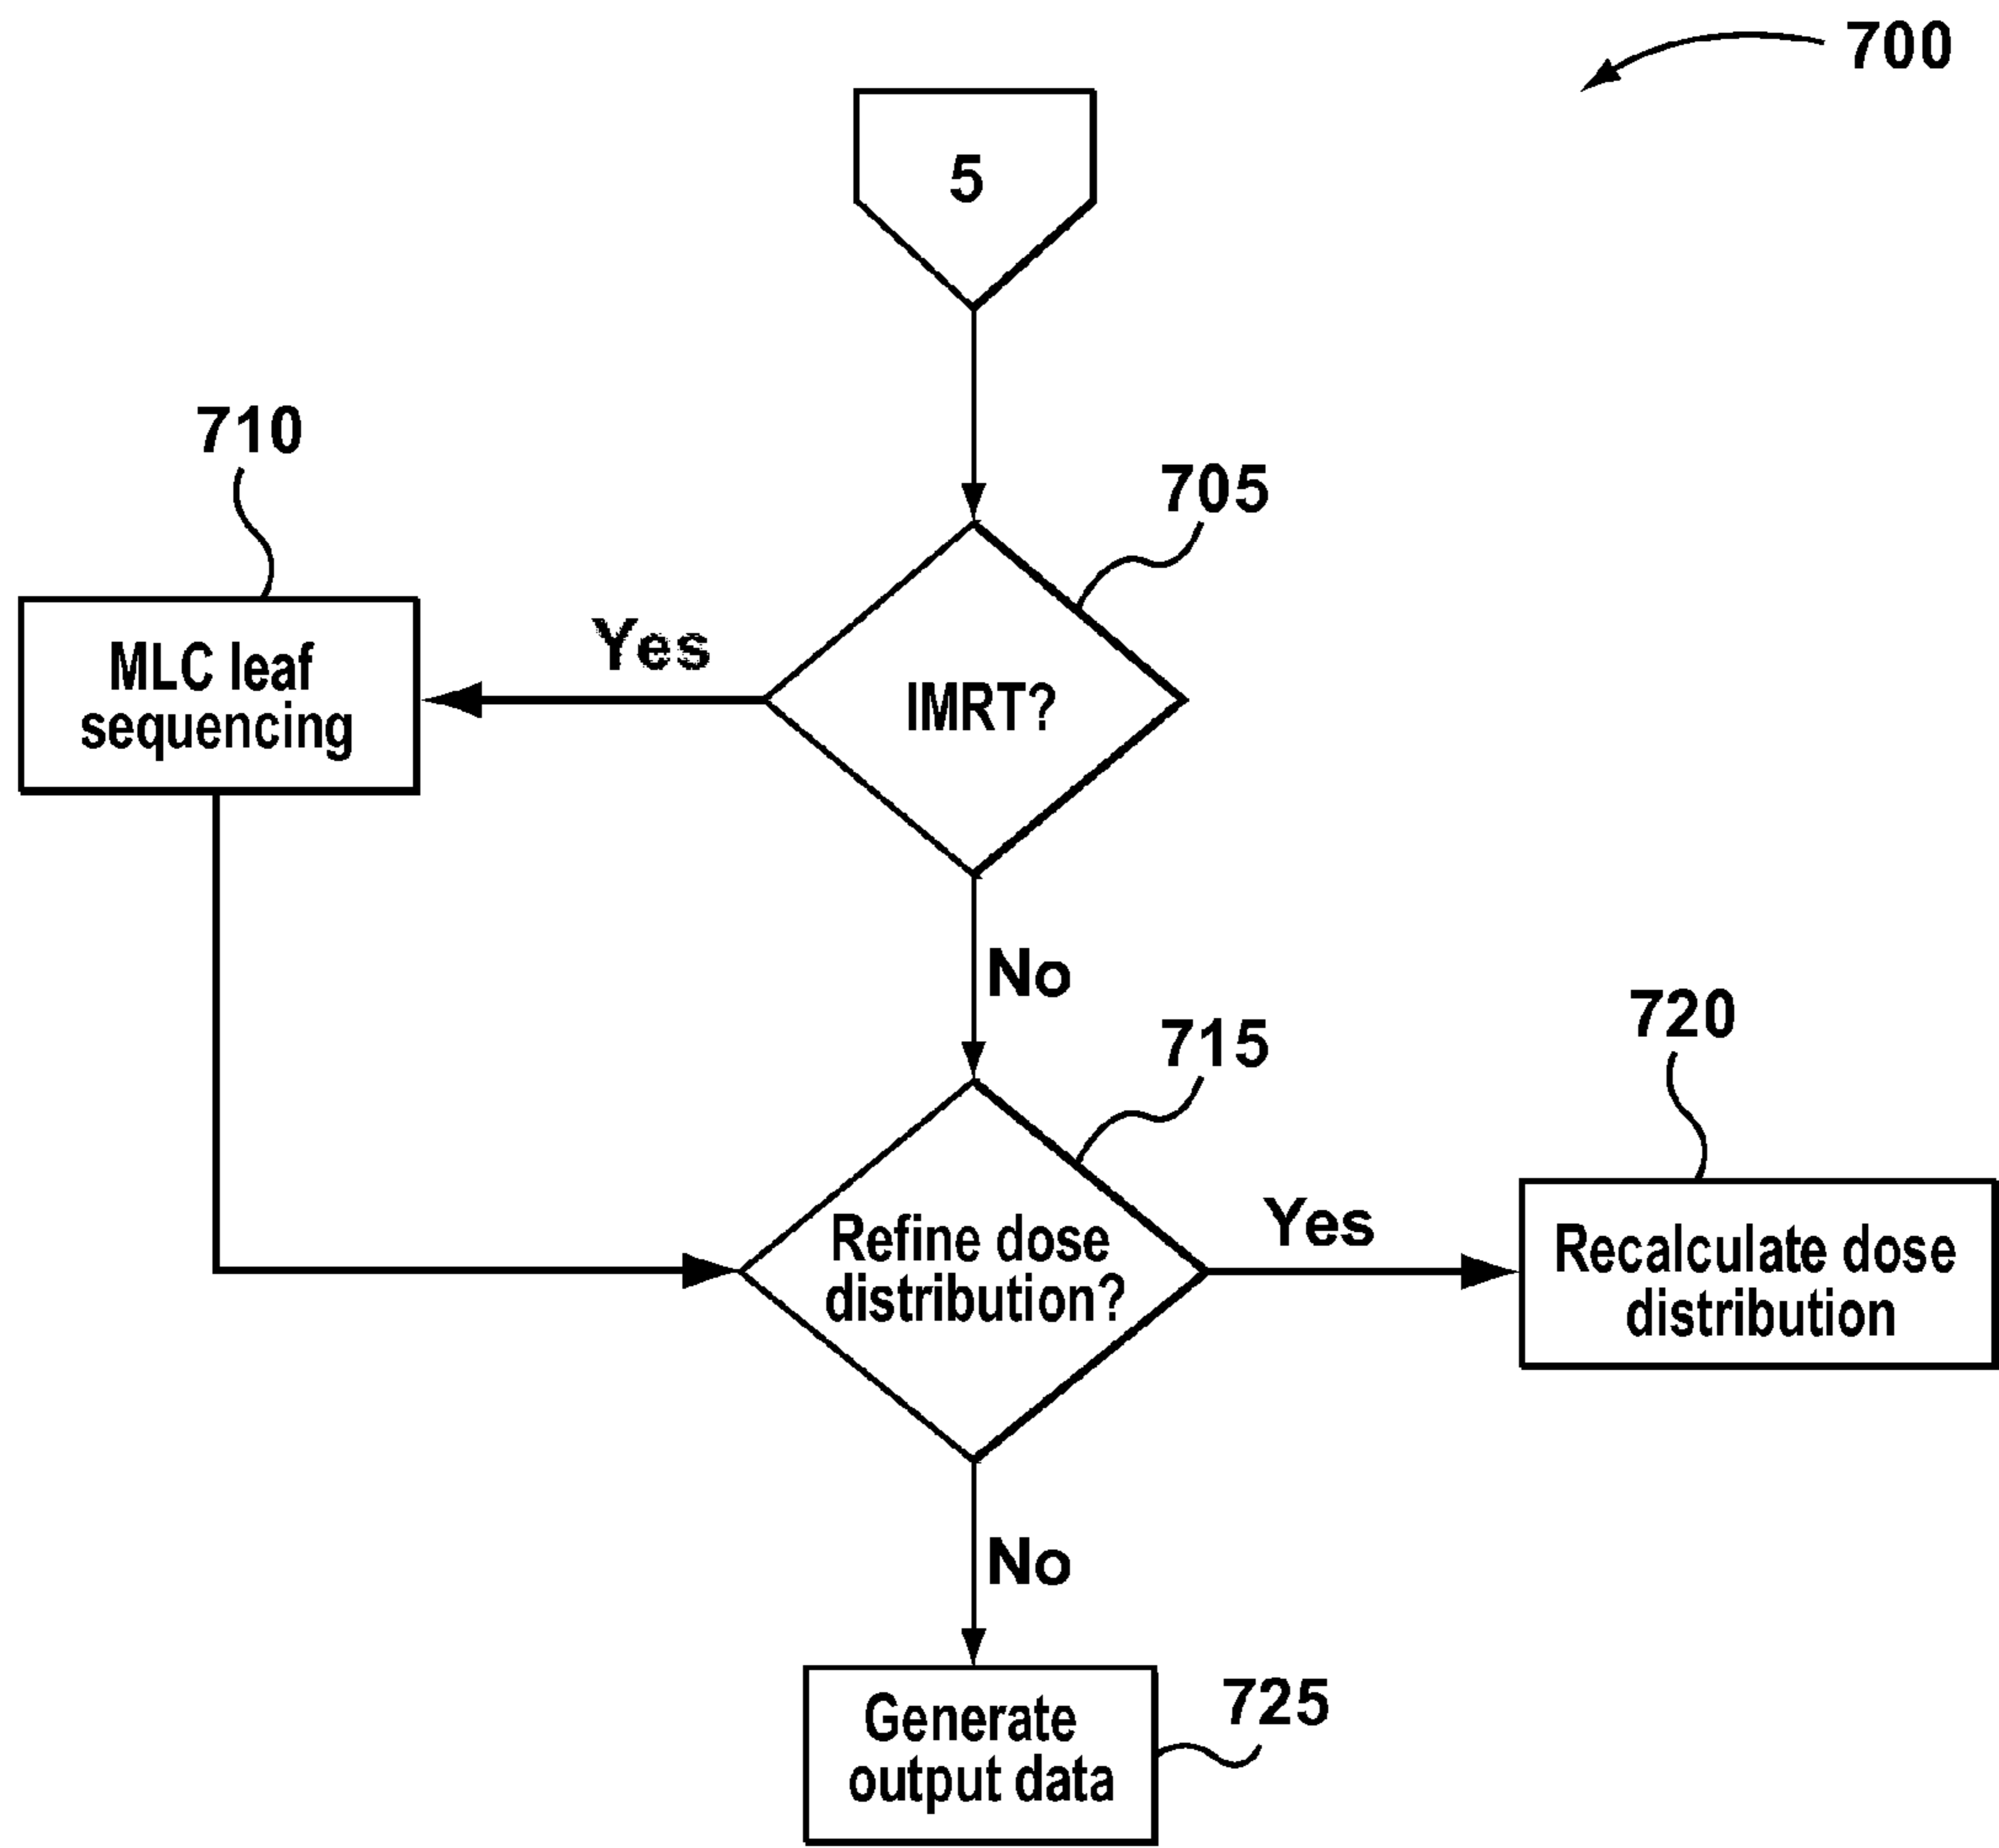 700
5
710
705
Yes
MLC leaf
sequencing
IMRT?
No
715
720
Yes
Refine dose
distribution?
Recalculate dose
distribution
No
Generate
output data
725